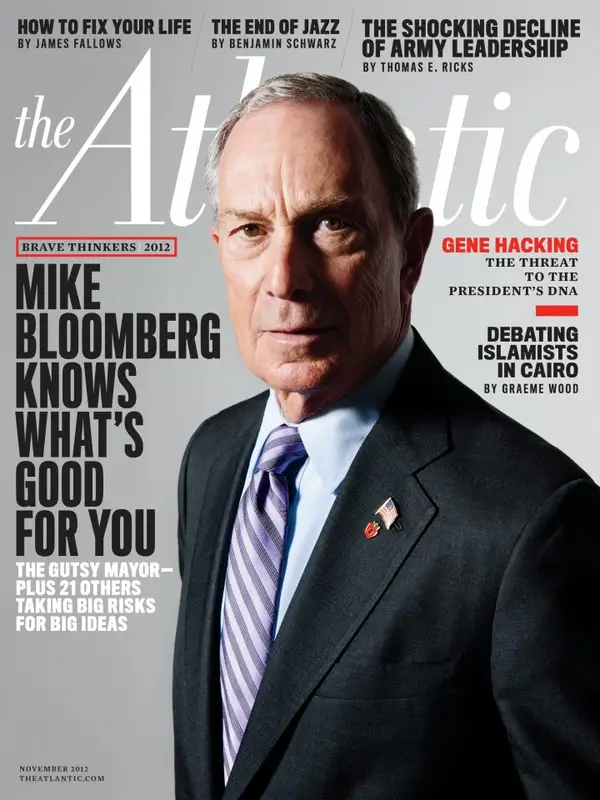 HOW TO FIX YOUR LIFE
BY JAMES FALLOWS
THE END OF JAZZ
BY BENJAMIN SCHWARZ
THE SHOCKING DECLINE
OF ARMY LEADERSHIP
BY THOMAS E. RICKS
the Atlantic
BRAVE THINKERS 2012
MIKE
BLOOMBERG
KNOWS
WHAT'S
GOOD
FOR YOU
THE GUTSY MAYOR—
PLUS 21 OTHERS
TAKING BIG RISKS
FOR BIG IDEAS
GENE HACKING
THE THREAT
TO THE
PRESIDENT'S DNA
DEBATING
ISLAMISTS
IN CAIRO
BY GRAEME WOOD
NOVEMBER 2012
THEATLANTIC.COM